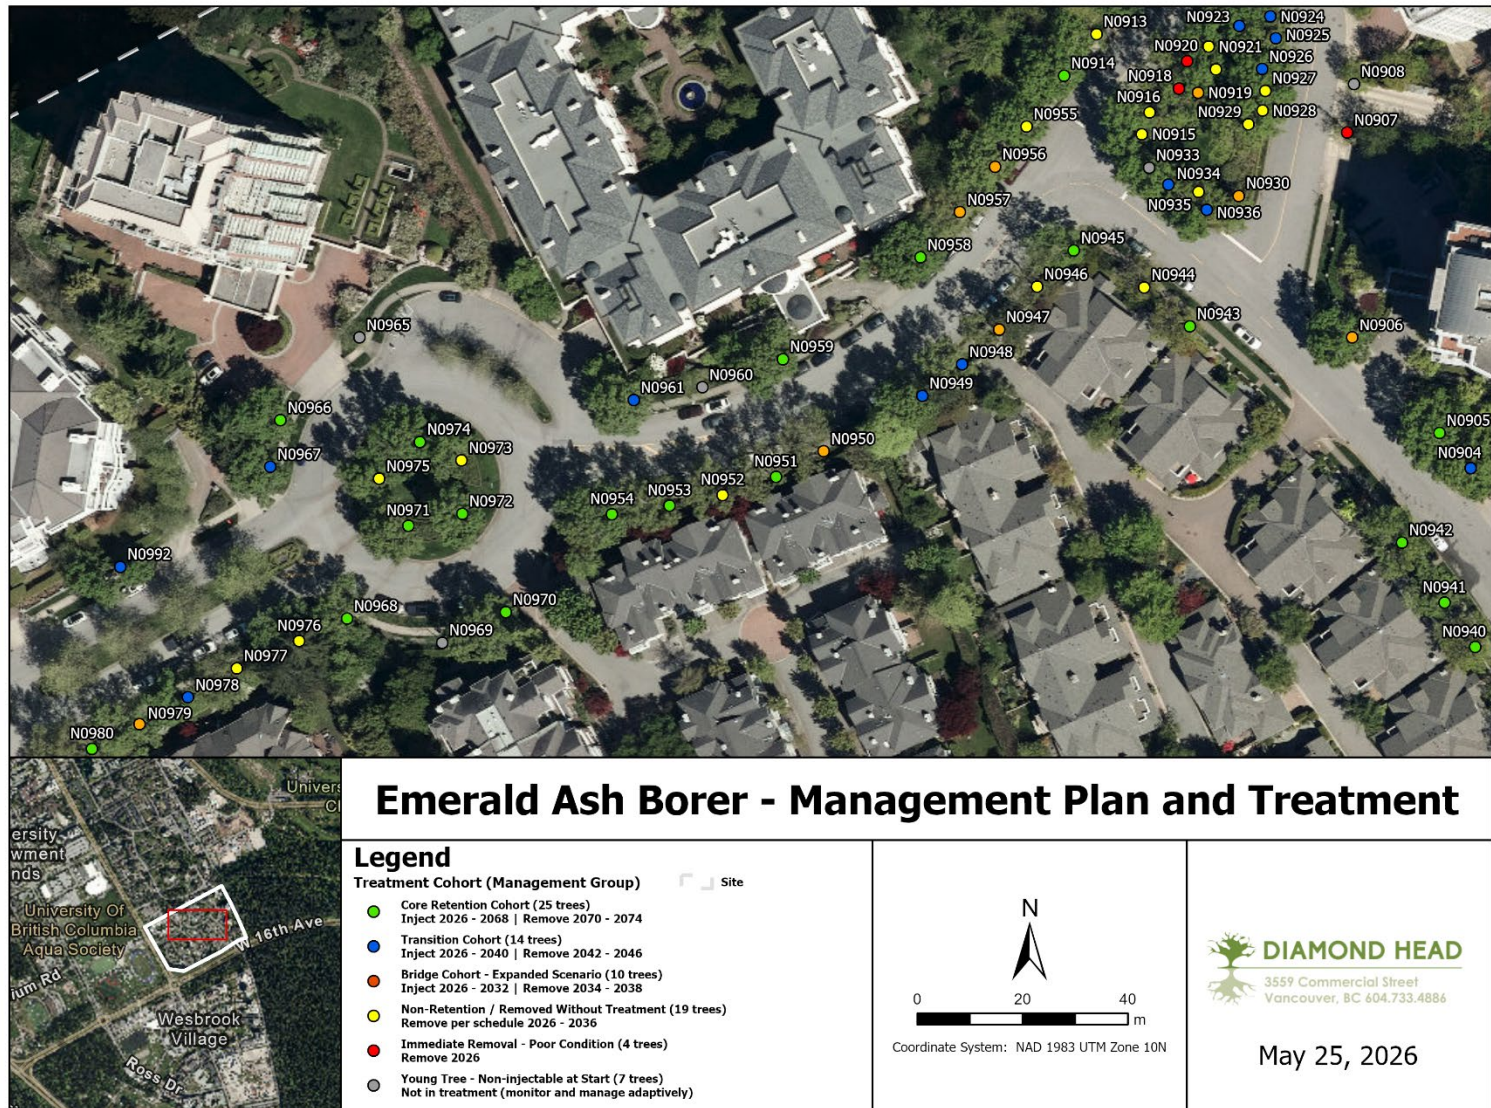 N0913
N0923
N0924
N0925
N0920
N0921
N0914
N0926
N0918
N0927
N0908
N0919
N0916
N0929
N0928
N0955
N0907
N0915
N0956
N0933
N0934
N0930
N0957
N0935
N0936
N0958
N0945
N0946
N0944
N0943
N0965
N0947
N0906
N0959
N0948
N0960
N0961
N0949
N0966
N0905
N0974
N0973
N0950
N0967
N0975
N0904
N0951
N0952
N0972
N0953
N0954
N0971
N0942
N0992
N0941
N0968
N0970
N0976
N0969
N0940
N0977
N0978
N0979
N0980
Univers
Cl
ersity
wment
nds
University Of
British Columbia
Aqua Society
W 16th Ave
ium Rd
Wesbrook
Village
Ross Dr
Emerald Ash Borer - Management Plan and Treatment
Legend
Treatment Cohort (Management Group)
Site
Core Retention Cohort (25 trees)
Inject 2026 - 2068 | Remove 2070 - 2074
Transition Cohort (14 trees)
Inject 2026 - 2040 | Remove 2042 - 2046
Bridge Cohort - Expanded Scenario (10 trees)
Inject 2026 - 2032 | Remove 2034 - 2038
Non-Retention / Removed Without Treatment (19 trees)
Remove per schedule 2026 - 2036
Immediate Removal - Poor Condition (4 trees)
Remove 2026
Young Tree - Non-injectable at Start (7 trees)
Not in treatment (monitor and manage adaptively)
N
0 20 40
m
Coordinate System: NAD 1983 UTM Zone 10N
DIAMOND HEAD
3559 Commercial Street
Vancouver, BC 604.733.4886
May 25, 2026